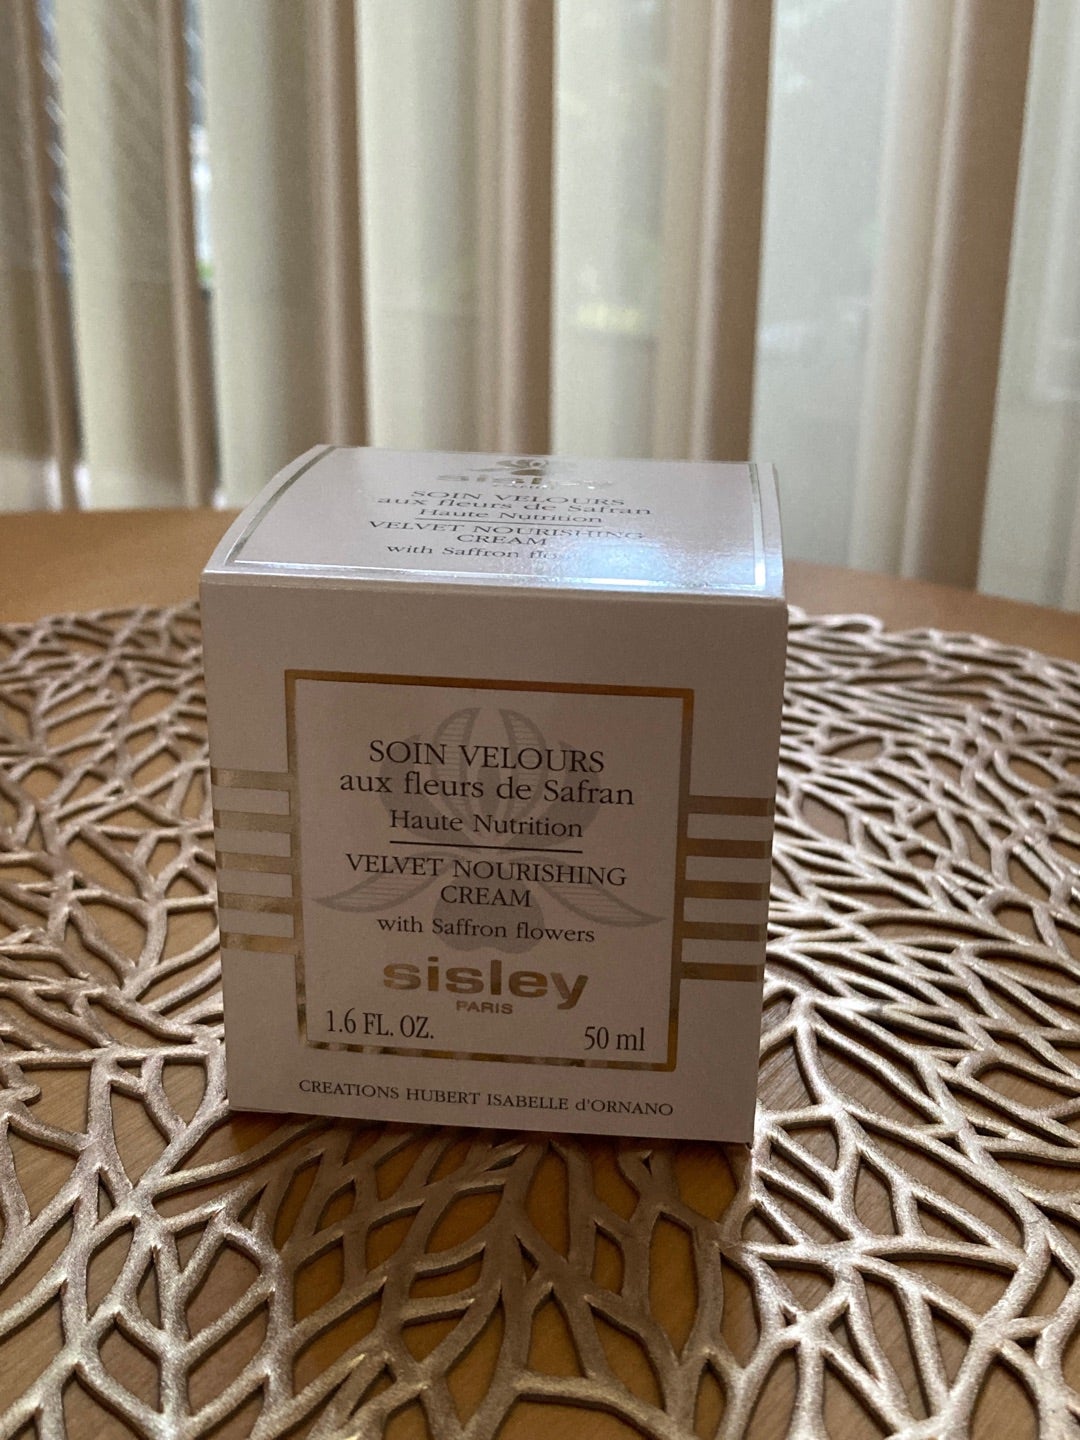 sisley
SOIN VELOURS
aux fleurs de Safran
Haute Nutrition
VELVET NOURISHING
CREAM
with Saffron
SOIN VELOURS
aux fleurs de Safran
Haute Nutrition
VELVET NOURISHING
CREAM
with Saffron flowers
sisley
PARIS
1.6 FL. OZ. 50 ml
CREATIONS HUBERT ISABELLE d'ORNANO